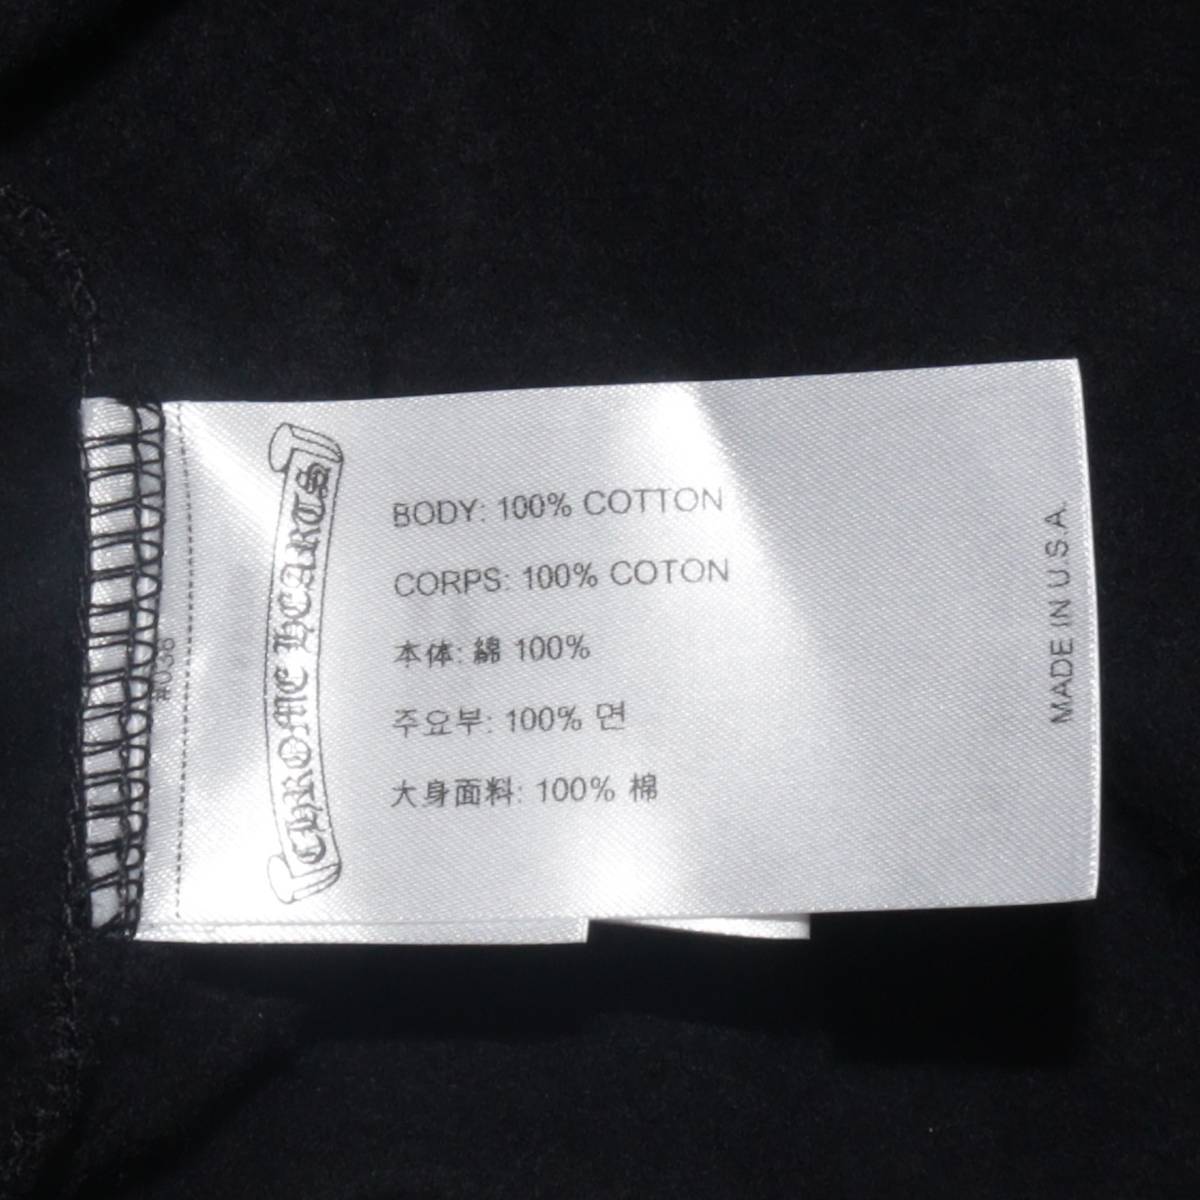 #036
CHROME HEARTS
BODY: 100% COTTON
CORPS: 100% COTON
本体: 綿 100%
주요부: 100% 면
大身面料: 100% 棉
MADE IN U.S.A.